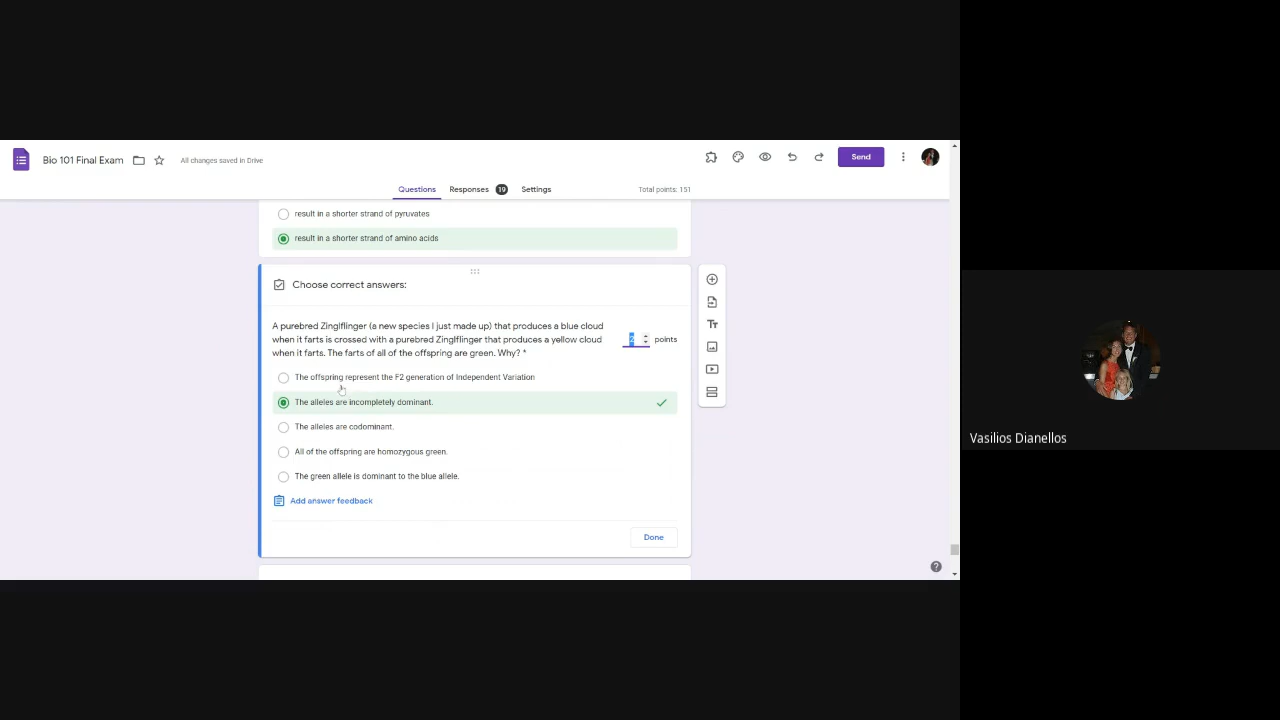 Bio 101 Final Exam
All changes saved in Drive
Send
Questions
Responses 19
Settings
Total points: 151
result in a shorter strand of pyruvates
result in a shorter strand of amino acids
Choose correct answers:
A purebred Zinglflinger (a new species I just made up) that produces a blue cloud
when it farts is crossed with a purebred Zinglflinger that produces a yellow cloud
when it farts. The farts of all of the offspring are green. Why? *
points
The offspring represent the F2 generation of Independent Variation
The alleles are incompletely dominant.
The alleles are codominant.
All of the offspring are homozygous green.
The green allele is dominant to the blue allele.
Add answer feedback
Done
Vasilios Dianellos